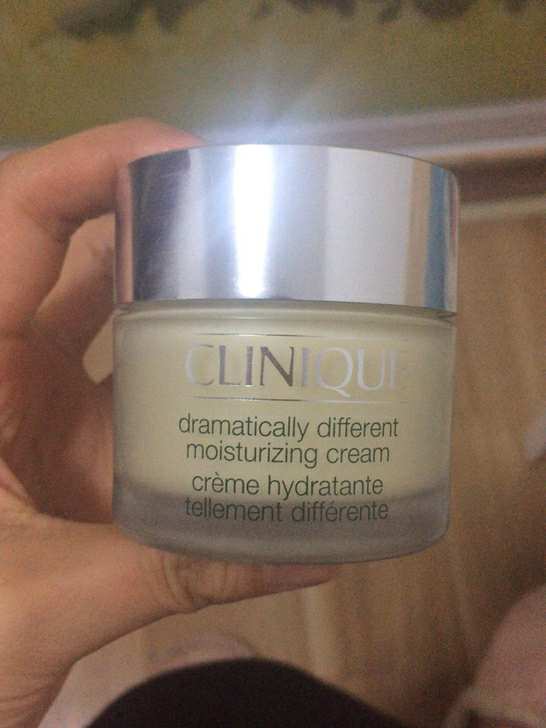 CLINIQUE
dramatically different
moisturizing cream
crème hydratante
tellement différente